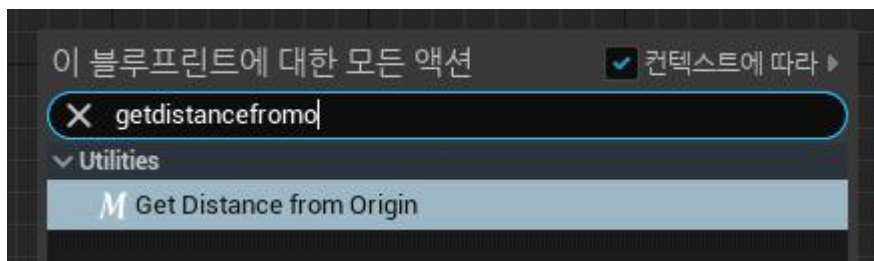 이 블루프린트에 대한 모든 액션 컨텍스트에 따라
getdistancefromo
Utilities
M Get Distance from Origin